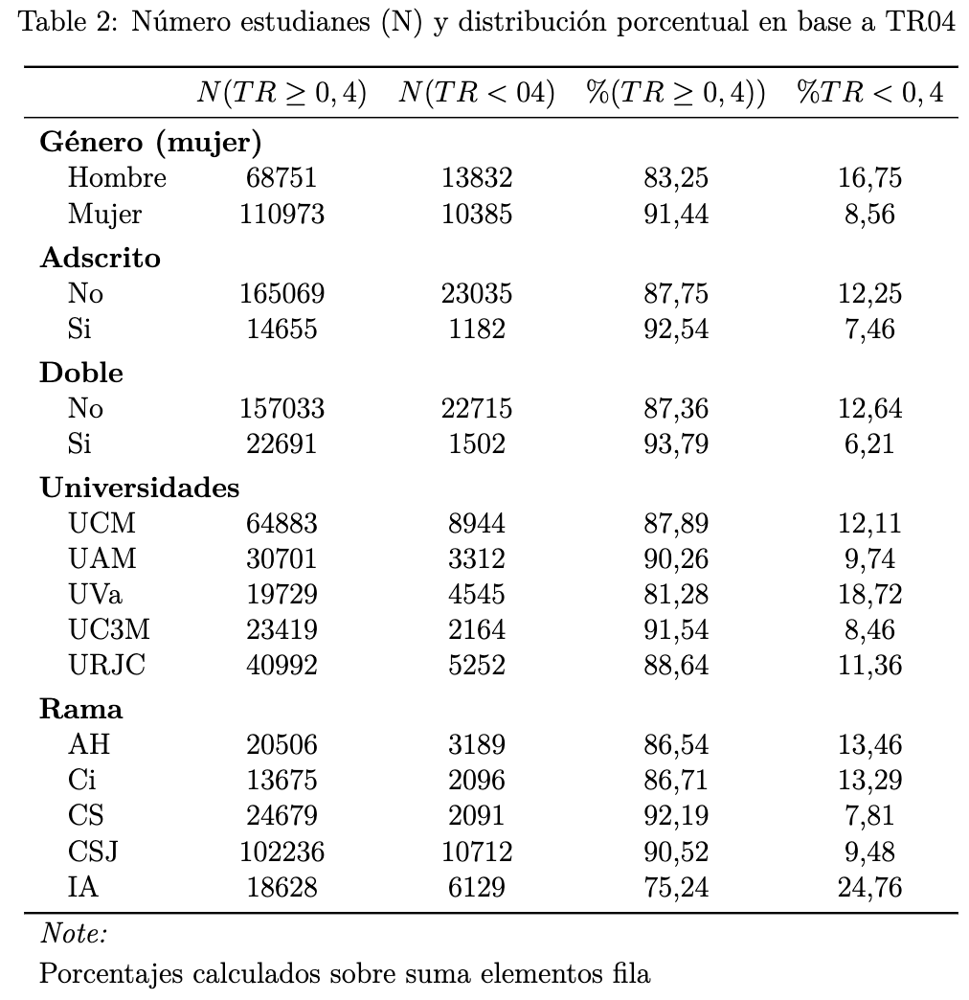 Table 2: Número estudianes (N) y distribución porcentual en base a TR04
N(TR ≥ 0, 4) N(TR < 04) %(TR ≥ 0, 4)) %TR < 0, 4
Género (mujer)
Hombre 68751 13832 83,25 16,75
Mujer 110973 10385 91,44 8,56
Adscrito
No 165069 23035 87,75 12,25
Si 14655 1182 92,54 7,46
Doble
No 157033 22715 87,36 12,64
Si 22691 1502 93,79 6,21
Universidades
UCM 64883 8944 87,89 12,11
UAM 30701 3312 90,26 9,74
UVa 19729 4545 81,28 18,72
UC3M 23419 2164 91,54 8,46
URJC 40992 5252 88,64 11,36
Rama
AH 20506 3189 86,54 13,46
Ci 13675 2096 86,71 13,29
CS 24679 2091 92,19 7,81
CSJ 102236 10712 90,52 9,48
IA 18628 6129 75,24 24,76
Note:
Porcentajes calculados sobre suma elementos fila